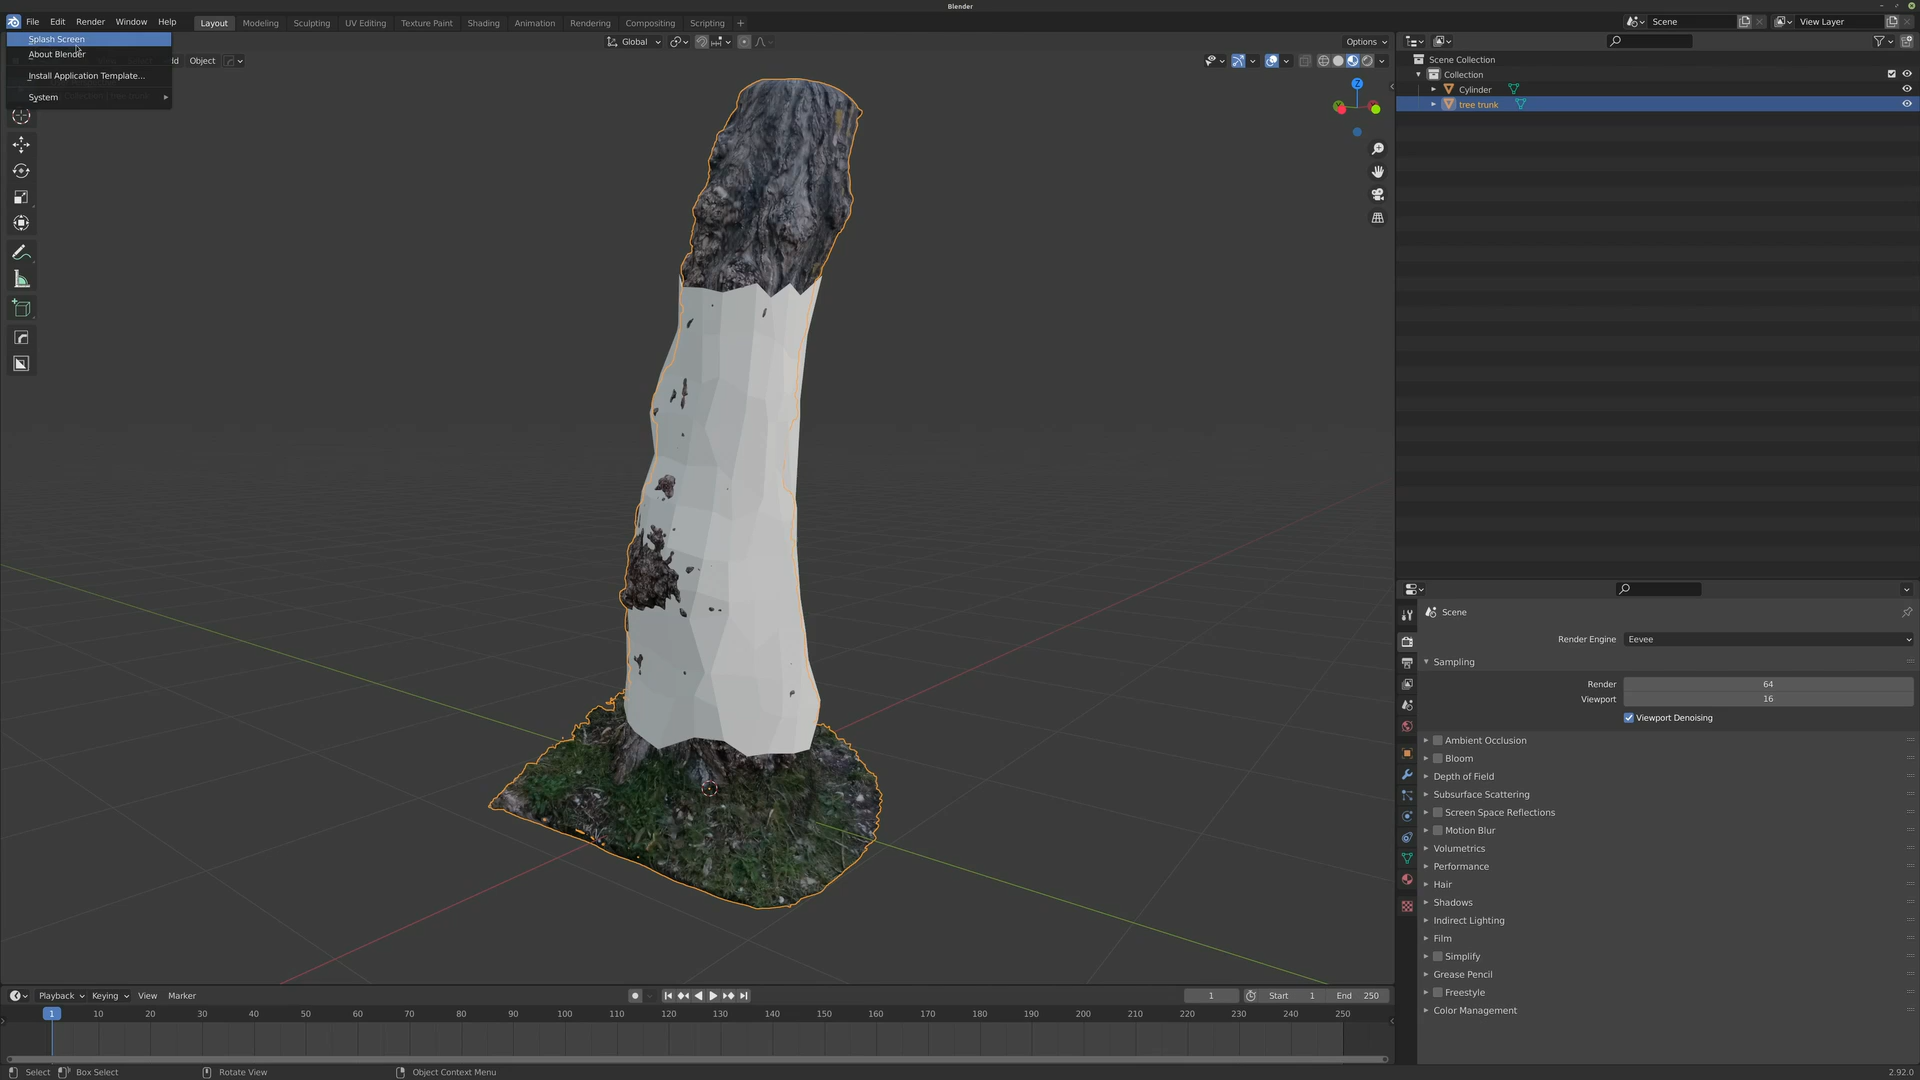 Blender
File Edit Render Window Help
Layout Modeling Sculpting UV Editing Texture Paint Shading Animation Rendering Compositing Scripting +
Scene
View Layer
Splash Screen
About Blender
Install Application Template...
System
Object
Global
Options
Z
Scene Collection
Collection
Cylinder
tree trunk
Scene
Render Engine Eevee
Sampling
Render 64
Viewport 16
Viewport Denoising
Ambient Occlusion
Bloom
Depth of Field
Subsurface Scattering
Screen Space Reflections
Motion Blur
Volumetrics
Performance
Hair
Shadows
Indirect Lighting
Film
Simplify
Grease Pencil
Freestyle
Color Management
Playback Keying View Marker
1 Start 1 End 250
1 10 20 30 40 50 60 70 80 90 100 110 120 130 140 150 160 170 180 190 200 210 220 230 240 250
Select Box Select Rotate View Object Context Menu 2.92.0